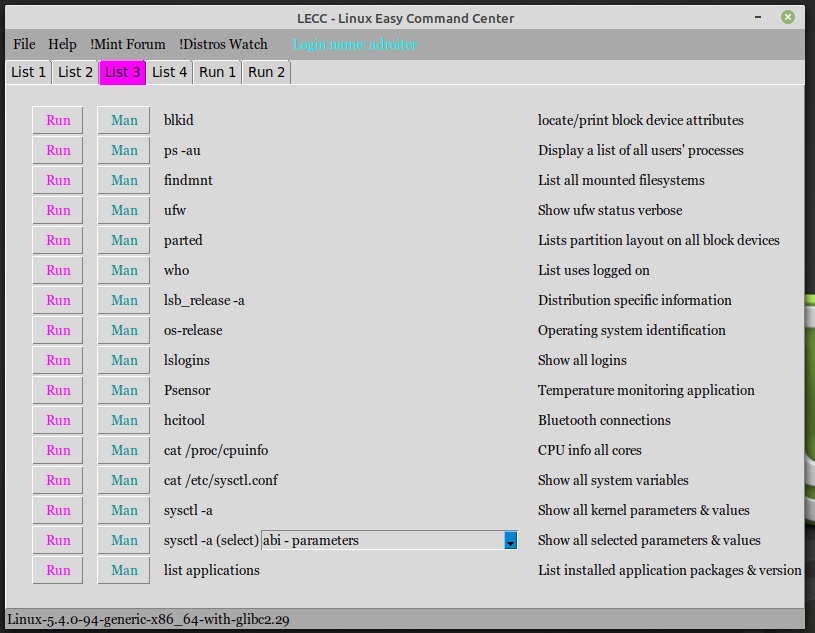 LECC - Linux Easy Command Center
File Help !Mint Forum !Distros Watch Login name: adroiter
List 1 List 2 List 3 List 4 Run 1 Run 2
Run Man blkid locate/print block device attributes
Run Man ps -au Display a list of all users' processes
Run Man findmnt List all mounted filesystems
Run Man ufw Show ufw status verbose
Run Man parted Lists partition layout on all block devices
Run Man who List uses logged on
Run Man lsb_release -a Distribution specific information
Run Man os-release Operating system identification
Run Man lslogins Show all logins
Run Man Psensor Temperature monitoring application
Run Man hcitool Bluetooth connections
Run Man cat /proc/cpuinfo CPU info all cores
Run Man cat /etc/sysctl.conf Show all system variables
Run Man sysctl -a Show all kernel parameters & values
Run Man sysctl -a (select) abi - parameters Show all selected parameters & values
Run Man list applications List installed application packages & version
Linux-5.4.0-94-generic-x86_64-with-glibc2.29